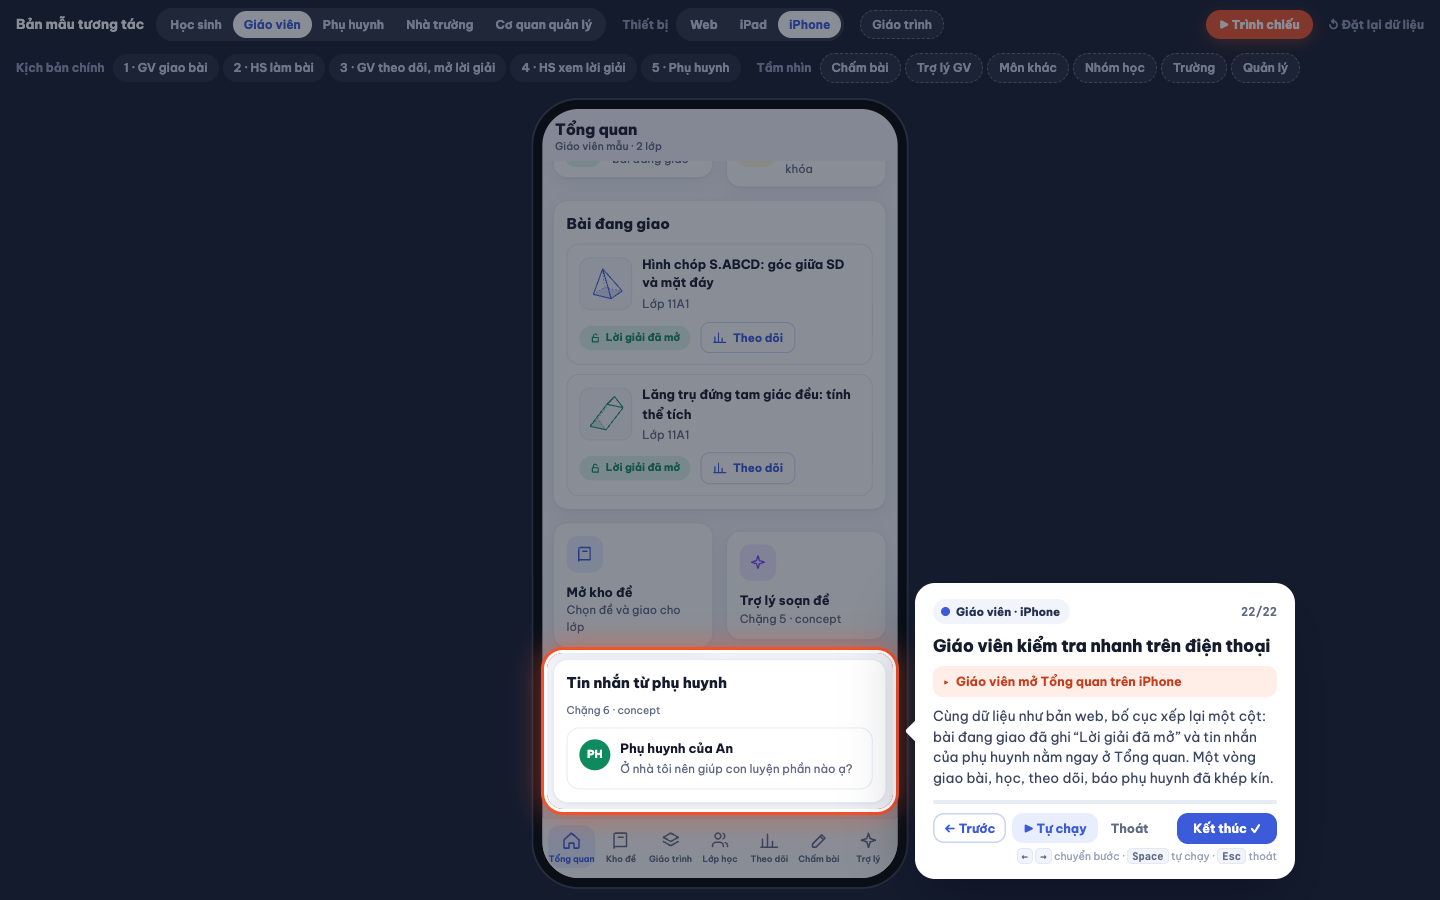 Bản mẫu tương tác
Học sinh
Giáo viên
Phụ huynh
Nhà trường
Cơ quan quản lý
Thiết bị
Web
iPad
iPhone
Giáo trình
Trình chiếu
Đặt lại dữ liệu
Kịch bản chính
1 · GV giao bài
2 · HS làm bài
3 · GV theo dõi, mở lời giải
4 · HS xem lời giải
5 · Phụ huynh
Tầm nhìn
Chấm bài
Trợ lý GV
Môn khác
Nhóm học
Trường
Quản lý
Tổng quan
Giáo viên mẫu · 2 lớp
bài đang giao
khóa
Bài đang giao
Hình chóp S.ABCD: góc giữa SD
và mặt đáy
Lớp 11A1
Lời giải đã mở
Theo dõi
Lăng trụ đứng tam giác đều: tính
thể tích
Lớp 11A1
Lời giải đã mở
Theo dõi
Mở kho đề
Chọn đề và giao cho
lớp
Trợ lý soạn đề
Chặng 5 · concept
Tin nhắn từ phụ huynh
Chặng 6 · concept
PH
Phụ huynh của An
Ở nhà tôi nên giúp con luyện phần nào ạ?
Tổng quan
Kho đề
Giáo trình
Lớp học
Theo dõi
Chấm bài
Trợ lý
Giáo viên · iPhone
22/22
Giáo viên kiểm tra nhanh trên điện thoại
Giáo viên mở Tổng quan trên iPhone
Cùng dữ liệu như bản web, bố cục xếp lại một cột:
bài đang giao đã ghi “Lời giải đã mở” và tin nhắn
của phụ huynh nằm ngay ở Tổng quan. Một vòng
giao bài, học, theo dõi, báo phụ huynh đã khép kín.
← Trước
Tự chạy
Thoát
Kết thúc ✓
← → chuyển bước · Space tự chạy · Esc thoát